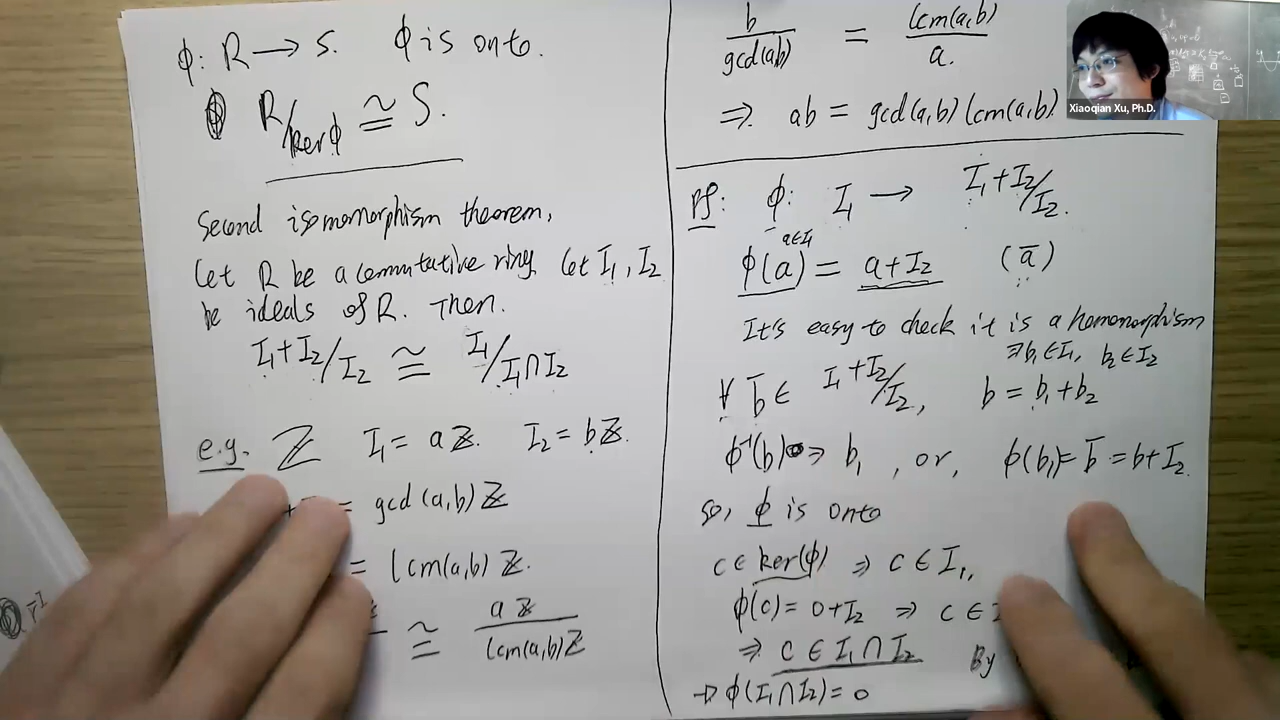 φ: R → S. φ is onto.
R/kerφ ≅ S.
Second isomomorphism theorem,
Let R be a commutative ring let I₁, I₂
be ideals of R. Then.
I₁+I₂/I₂ ≅ I₁/I₁∩I₂
e.g. ℤ I₁ = aℤ. I₂ = bℤ.
= gcd(a,b)ℤ
= lcm(a,b)ℤ.
≅ aℤ/lcm(a,b)ℤ
b/gcd(a,b) = lcm(a,b)/a.
⇒ ab = gcd(a,b) lcm(a,b)
Xiaoqian Xu, Ph.D.
Pf: φ: I₁ → I₁+I₂/I₂.
a∈I₁
φ(a) = a+I₂ (ā)
It's easy to check it is a homomorphism
∃b₁∈I₁, b₂∈I₂
∀ b̄ ∈ I₁+I₂/I₂, b = b₁+b₂
φ⁻¹(b) ⇒ b₁, or, φ(b₁)= b̄ = b+I₂.
so, φ is onto
c∈ker(φ) ⇒ c∈I₁,
φ(c) = 0+I₂ ⇒ c∈
⇒ c ∈ I₁∩I₂ By
→ φ(I₁∩I₂)=0